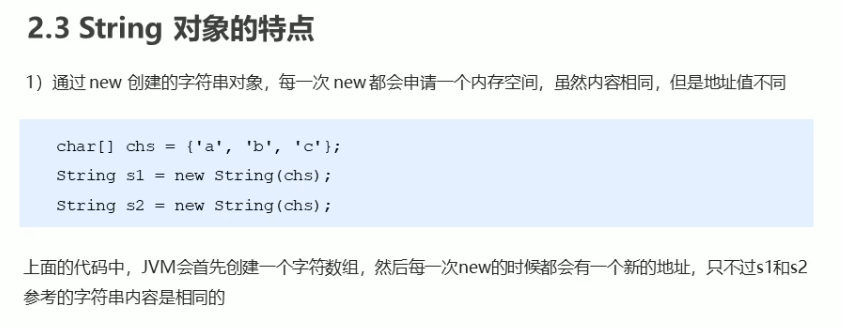 2.3 String 对象的特点
1）通过 new 创建的字符串对象，每一次 new 都会申请一个内存空间，虽然内容相同，但是地址值不同
char[] chs = {'a', 'b', 'c'};
String s1 = new String(chs);
String s2 = new String(chs);
上面的代码中，JVM会首先创建一个字符数组，然后每一次new的时候都会有一个新的地址，只不过s1和s2
参考的字符串内容是相同的